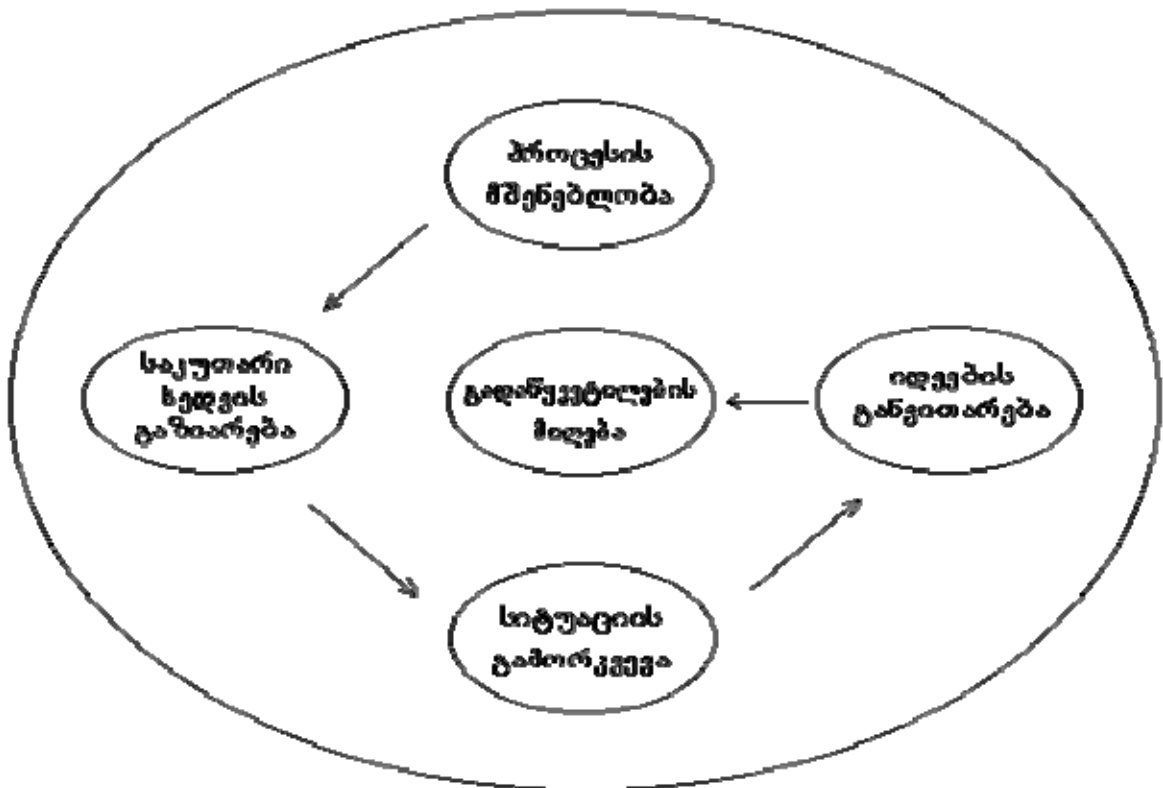 პროცესის
მშენებლობა
საკუთარი
ხედვის
გაზიარება
გადაწყვეტილების
მიღება
იდეების
განვითარება
სიტუაციის
გამორკვევა